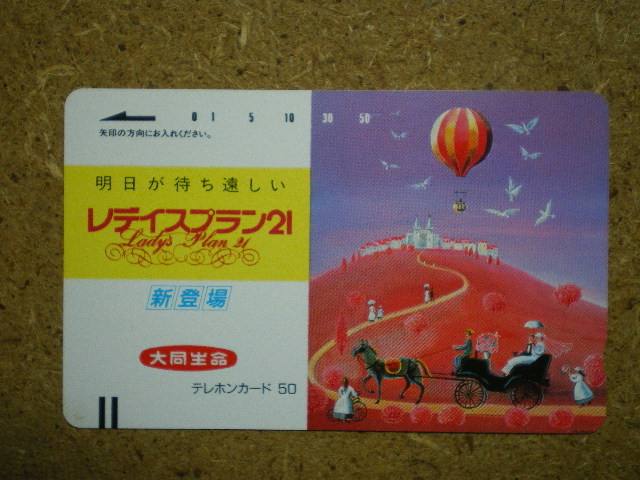 0 1 5 10 30 50
矢印の方向にお入れください。
明日が待ち遠しい
レディスプラン21
Lady's Plan 21
新登場
大同生命
テレホンカード 50